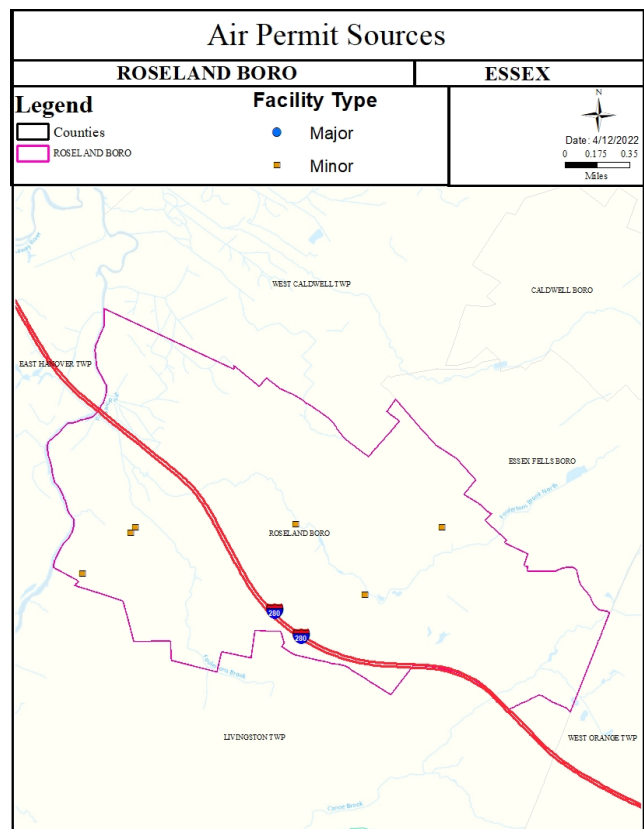 Air Permit Sources
ROSELAND BORO
ESSEX
Legend
Counties
ROSELAND BORO
Facility Type
Major
Minor
N
Date: 4/12/2022
0 0.175 0.35
Miles
WEST CALDWELL TWP
CALDWELL BORO
EAST HANOVER TWP
ESSEX FELLS BORO
ROSELAND BORO
280
280
LIVINGSTON TWP
WEST ORANGE TWP
Canoe Brook